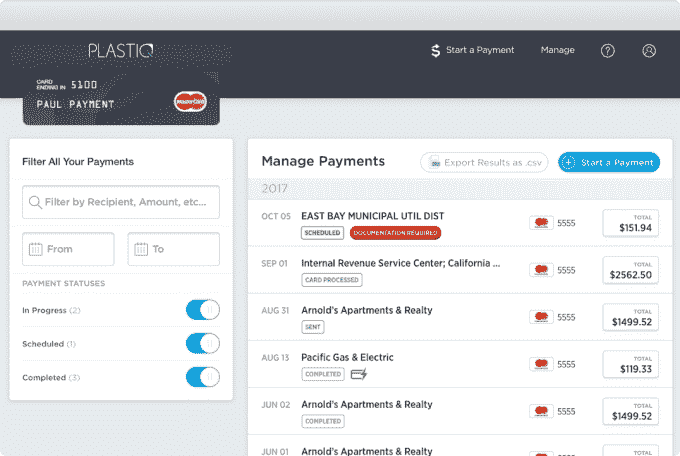 PLASTIQ
$ Start a Payment
Manage
?
CARD
ENDING IN 5100
PAUL PAYMENT
Filter All Your Payments
Filter by Recipient, Amount, etc...
From
To
PAYMENT STATUSES
In Progress (2)
Scheduled (1)
Completed (3)
Manage Payments
Export Results as .csv
Start a Payment
2017
OCT 05
EAST BAY MUNICIPAL UTIL DIST
SCHEDULED
DOCUMENTATION REQUIRED
5555
TOTAL
$151.94
SEP 01
Internal Revenue Service Center; California ...
CARD PROCESSED
5555
TOTAL
$2562.50
AUG 31
Arnold's Apartments & Realty
SENT
5555
TOTAL
$1499.52
AUG 13
Pacific Gas & Electric
COMPLETED
5555
TOTAL
$119.33
JUN 02
Arnold's Apartments & Realty
COMPLETED
5555
TOTAL
$1499.52
JUN 01
Arnold's Apartments & Realty
5555
TOTAL